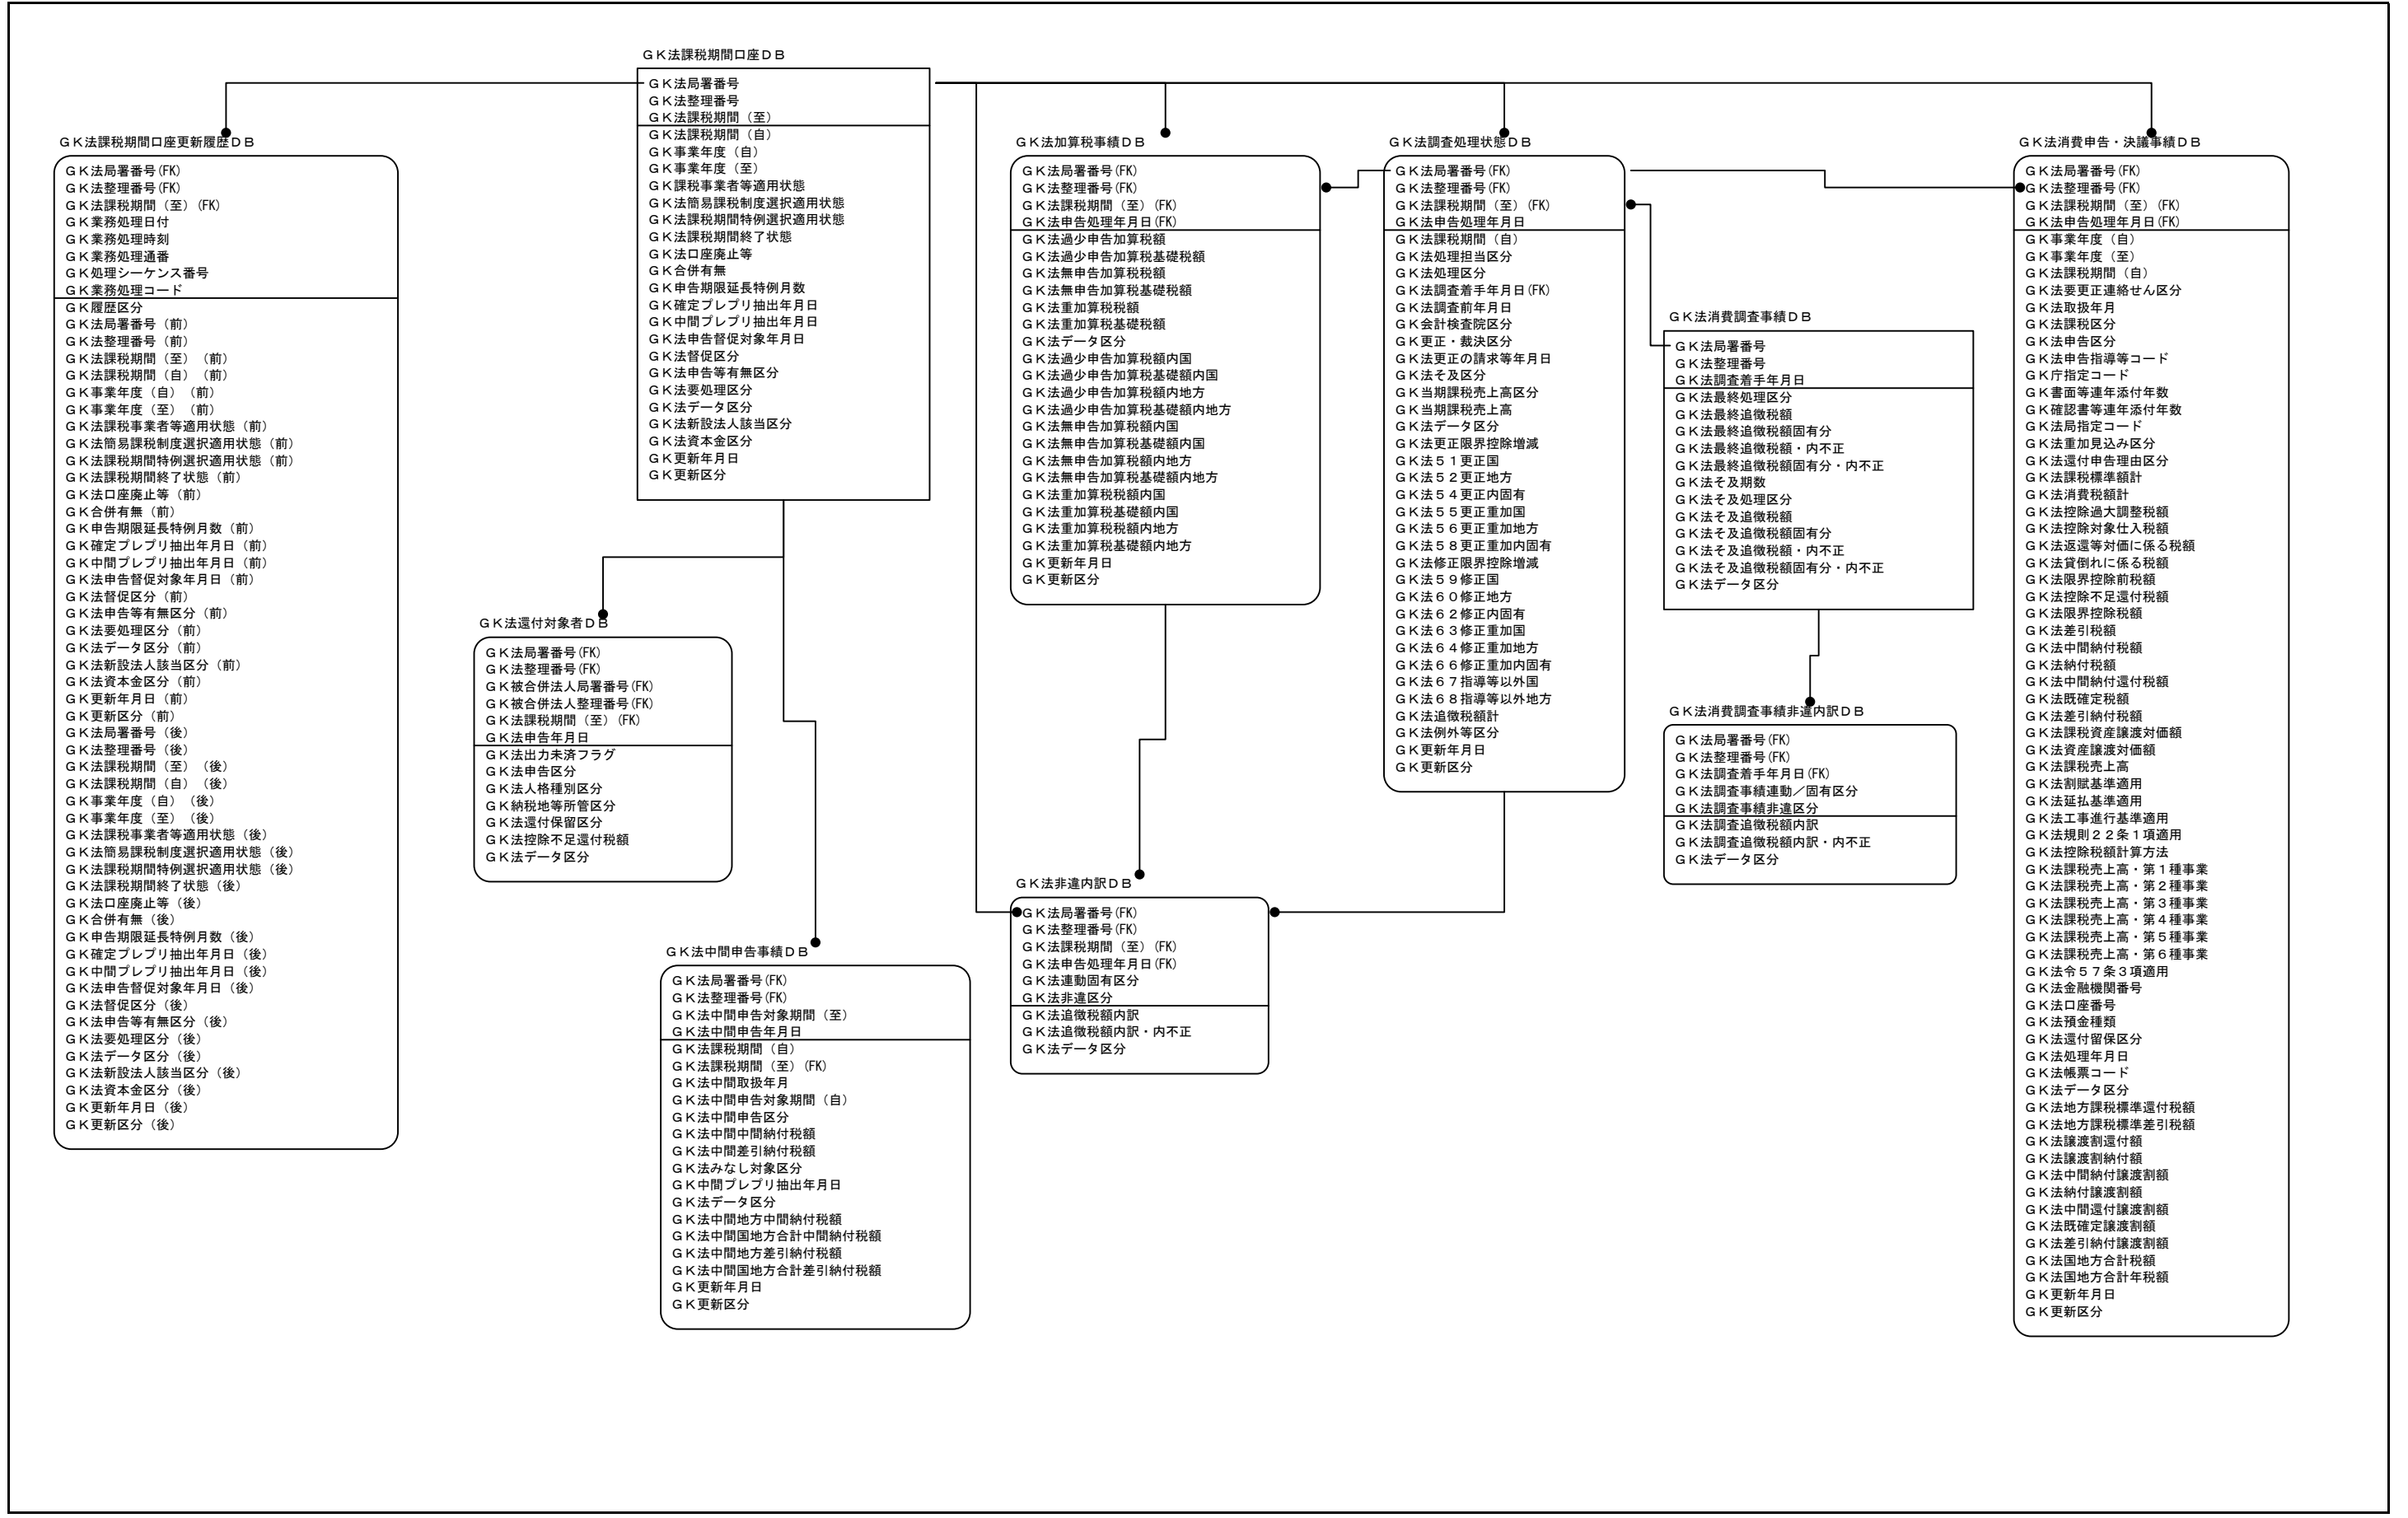 ＧＫ法課税期間口座ＤＢ
ＧＫ法局署番号
ＧＫ法整理番号
ＧＫ法課税期間（至）
ＧＫ法課税期間（自）
ＧＫ事業年度（自）
ＧＫ事業年度（至）
ＧＫ課税事業者等適用状態
ＧＫ法簡易課税制度選択適用状態
ＧＫ法課税期間特例選択適用状態
ＧＫ法課税期間終了状態
ＧＫ法口座廃止等
ＧＫ合併有無
ＧＫ申告期限延長特例月数
ＧＫ確定プレプリ抽出年月日
ＧＫ中間プレプリ抽出年月日
ＧＫ法申告督促対象年月日
ＧＫ法督促区分
ＧＫ法申告等有無区分
ＧＫ法要処理区分
ＧＫ法データ区分
ＧＫ法新設法人該当区分
ＧＫ法資本金区分
ＧＫ更新年月日
ＧＫ更新区分
ＧＫ法課税期間口座更新履歴ＤＢ
ＧＫ法局署番号(FK)
ＧＫ法整理番号(FK)
ＧＫ法課税期間（至）(FK)
ＧＫ業務処理日付
ＧＫ業務処理時刻
ＧＫ業務処理通番
ＧＫ処理シーケンス番号
ＧＫ業務処理コード
ＧＫ履歴区分
ＧＫ法局署番号（前）
ＧＫ法整理番号（前）
ＧＫ法課税期間（至）（前）
ＧＫ法課税期間（自）（前）
ＧＫ事業年度（自）（前）
ＧＫ事業年度（至）（前）
ＧＫ法課税事業者等適用状態（前）
ＧＫ法簡易課税制度選択適用状態（前）
ＧＫ法課税期間特例選択適用状態（前）
ＧＫ法課税期間終了状態（前）
ＧＫ法口座廃止等（前）
ＧＫ合併有無（前）
ＧＫ申告期限延長特例月数（前）
ＧＫ確定プレプリ抽出年月日（前）
ＧＫ中間プレプリ抽出年月日（前）
ＧＫ法申告督促対象年月日（前）
ＧＫ法督促区分（前）
ＧＫ法申告等有無区分（前）
ＧＫ法要処理区分（前）
ＧＫ法データ区分（前）
ＧＫ法新設法人該当区分（前）
ＧＫ法資本金区分（前）
ＧＫ更新年月日（前）
ＧＫ更新区分（前）
ＧＫ法局署番号（後）
ＧＫ法整理番号（後）
ＧＫ法課税期間（至）（後）
ＧＫ法課税期間（自）（後）
ＧＫ事業年度（自）（後）
ＧＫ事業年度（至）（後）
ＧＫ法課税事業者等適用状態（後）
ＧＫ法簡易課税制度選択適用状態（後）
ＧＫ法課税期間特例選択適用状態（後）
ＧＫ法課税期間終了状態（後）
ＧＫ法口座廃止等（後）
ＧＫ合併有無（後）
ＧＫ申告期限延長特例月数（後）
ＧＫ確定プレプリ抽出年月日（後）
ＧＫ中間プレプリ抽出年月日（後）
ＧＫ法申告督促対象年月日（後）
ＧＫ法督促区分（後）
ＧＫ法申告等有無区分（後）
ＧＫ法要処理区分（後）
ＧＫ法データ区分（後）
ＧＫ法新設法人該当区分（後）
ＧＫ法資本金区分（後）
ＧＫ更新年月日（後）
ＧＫ更新区分（後）
ＧＫ法還付対象者ＤＢ
ＧＫ法局署番号(FK)
ＧＫ法整理番号(FK)
ＧＫ被合併法人局署番号(FK)
ＧＫ被合併法人整理番号(FK)
ＧＫ法課税期間（至）(FK)
ＧＫ法申告年月日
ＧＫ法出力未済フラグ
ＧＫ法申告区分
ＧＫ法人格種別区分
ＧＫ納税地等所管区分
ＧＫ法還付保留区分
ＧＫ法控除不足還付税額
ＧＫ法データ区分
ＧＫ法中間申告事績ＤＢ
ＧＫ法局署番号(FK)
ＧＫ法整理番号(FK)
ＧＫ法中間申告対象期間（至）
ＧＫ法中間申告年月日
ＧＫ法課税期間（自）
ＧＫ法課税期間（至）(FK)
ＧＫ法中間取扱年月
ＧＫ法中間申告対象期間（自）
ＧＫ法中間申告区分
ＧＫ法中間中間納付税額
ＧＫ法中間差引納付税額
ＧＫ法みなし対象区分
ＧＫ中間プレプリ抽出年月日
ＧＫ法データ区分
ＧＫ法中間地方中間納付税額
ＧＫ法中間国地方合計中間納付税額
ＧＫ法中間地方差引納付税額
ＧＫ法中間国地方合計差引納付税額
ＧＫ更新年月日
ＧＫ更新区分
ＧＫ法加算税事績ＤＢ
ＧＫ法局署番号(FK)
ＧＫ法整理番号(FK)
ＧＫ法課税期間（至）(FK)
ＧＫ法申告処理年月日(FK)
ＧＫ法過少申告加算税額
ＧＫ法過少申告加算税基礎税額
ＧＫ法無申告加算税税額
ＧＫ法無申告加算税基礎税額
ＧＫ法重加算税税額
ＧＫ法重加算税基礎税額
ＧＫ法データ区分
ＧＫ法過少申告加算税額内国
ＧＫ法過少申告加算税基礎額内国
ＧＫ法過少申告加算税額内地方
ＧＫ法過少申告加算税基礎額内地方
ＧＫ法無申告加算税額内国
ＧＫ法無申告加算税基礎額内国
ＧＫ法無申告加算税額内地方
ＧＫ法無申告加算税基礎額内地方
ＧＫ法重加算税税額内国
ＧＫ法重加算税基礎額内国
ＧＫ法重加算税税額内地方
ＧＫ法重加算税基礎額内地方
ＧＫ更新年月日
ＧＫ更新区分
ＧＫ法非違内訳ＤＢ
ＧＫ法局署番号(FK)
ＧＫ法整理番号(FK)
ＧＫ法課税期間（至）(FK)
ＧＫ法申告処理年月日(FK)
ＧＫ法連動固有区分
ＧＫ法非違区分
ＧＫ法追徴税額内訳
ＧＫ法追徴税額内訳・内不正
ＧＫ法データ区分
ＧＫ法調査処理状態ＤＢ
ＧＫ法局署番号(FK)
ＧＫ法整理番号(FK)
ＧＫ法課税期間（至）(FK)
ＧＫ法申告処理年月日
ＧＫ法課税期間（自）
ＧＫ法処理担当区分
ＧＫ法処理区分
ＧＫ法調査着手年月日(FK)
ＧＫ法調査前年月日
ＧＫ会計検査院区分
ＧＫ更正・裁決区分
ＧＫ法更正の請求等年月日
ＧＫ法そ及区分
ＧＫ当期課税売上高区分
ＧＫ当期課税売上高
ＧＫ法データ区分
ＧＫ法更正限界控除増減
ＧＫ法５１更正国
ＧＫ法５２更正地方
ＧＫ法５４更正内固有
ＧＫ法５５更正重加国
ＧＫ法５６更正重加地方
ＧＫ法５８更正重加内固有
ＧＫ法修正限界控除増減
ＧＫ法５９修正国
ＧＫ法６０修正地方
ＧＫ法６２修正内固有
ＧＫ法６３修正重加国
ＧＫ法６４修正重加地方
ＧＫ法６６修正重加内固有
ＧＫ法６７指導等以外国
ＧＫ法６８指導等以外地方
ＧＫ法追徴税額計
ＧＫ法例外等区分
ＧＫ更新年月日
ＧＫ更新区分
ＧＫ法消費調査事績ＤＢ
ＧＫ法局署番号
ＧＫ法整理番号
ＧＫ法調査着手年月日
ＧＫ法最終処理区分
ＧＫ法最終追徴税額
ＧＫ法最終追徴税額固有分
ＧＫ法最終追徴税額・内不正
ＧＫ法最終追徴税額固有分・内不正
ＧＫ法そ及期数
ＧＫ法そ及処理区分
ＧＫ法そ及追徴税額
ＧＫ法そ及追徴税額固有分
ＧＫ法そ及追徴税額・内不正
ＧＫ法そ及追徴税額固有分・内不正
ＧＫ法データ区分
ＧＫ法消費調査事績非違内訳ＤＢ
ＧＫ法局署番号(FK)
ＧＫ法整理番号(FK)
ＧＫ法調査着手年月日(FK)
ＧＫ法調査事績連動／固有区分
ＧＫ法調査事績非違区分
ＧＫ法調査追徴税額内訳
ＧＫ法調査追徴税額内訳・内不正
ＧＫ法データ区分
ＧＫ法消費申告・決議事績ＤＢ
ＧＫ法局署番号(FK)
ＧＫ法整理番号(FK)
ＧＫ法課税期間（至）(FK)
ＧＫ法申告処理年月日(FK)
ＧＫ事業年度（自）
ＧＫ事業年度（至）
ＧＫ法課税期間（自）
ＧＫ法要更正連絡せん区分
ＧＫ法取扱年月
ＧＫ法課税区分
ＧＫ法申告区分
ＧＫ法申告指導等コード
ＧＫ庁指定コード
ＧＫ書面等連年添付年数
ＧＫ確認書等連年添付年数
ＧＫ法局指定コード
ＧＫ法重加見込み区分
ＧＫ法還付申告理由区分
ＧＫ法課税標準額計
ＧＫ法消費税額計
ＧＫ法控除過大調整税額
ＧＫ法控除対象仕入税額
ＧＫ法返還等対価に係る税額
ＧＫ法貸倒れに係る税額
ＧＫ法限界控除前税額
ＧＫ法控除不足還付税額
ＧＫ法限界控除税額
ＧＫ法差引税額
ＧＫ法中間納付税額
ＧＫ法納付税額
ＧＫ法中間納付還付税額
ＧＫ法既確定税額
ＧＫ法差引納付税額
ＧＫ法課税資産譲渡対価額
ＧＫ法資産譲渡対価額
ＧＫ法課税売上高
ＧＫ法割賦基準適用
ＧＫ法延払基準適用
ＧＫ法工事進行基準適用
ＧＫ法規則２２条１項適用
ＧＫ法控除税額計算方法
ＧＫ法課税売上高・第１種事業
ＧＫ法課税売上高・第２種事業
ＧＫ法課税売上高・第３種事業
ＧＫ法課税売上高・第４種事業
ＧＫ法課税売上高・第５種事業
ＧＫ法課税売上高・第６種事業
ＧＫ法令５７条３項適用
ＧＫ法金融機関番号
ＧＫ法口座番号
ＧＫ法預金種類
ＧＫ法還付留保区分
ＧＫ法処理年月日
ＧＫ法帳票コード
ＧＫ法データ区分
ＧＫ法地方課税標準還付税額
ＧＫ法地方課税標準差引税額
ＧＫ法譲渡割還付額
ＧＫ法譲渡割納付額
ＧＫ法中間納付譲渡割額
ＧＫ法納付譲渡割額
ＧＫ法中間還付譲渡割額
ＧＫ法既確定譲渡割額
ＧＫ法差引納付譲渡割額
ＧＫ法国地方合計税額
ＧＫ法国地方合計年税額
ＧＫ更新年月日
ＧＫ更新区分